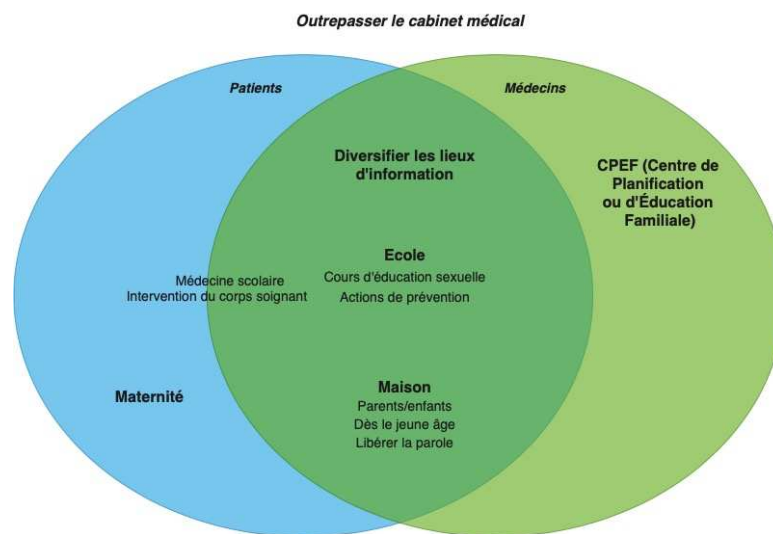 Outrepasser le cabinet médical
Patients
Médecins
Diversifier les lieux
d'information
CPEF (Centre de
Planification
ou d'Éducation
Familiale)
Ecole
Cours d'éducation sexuelle
Actions de prévention
Médecine scolaire
Intervention du corps soignant
Maternité
Maison
Parents/enfants
Dès le jeune âge
Libérer la parole